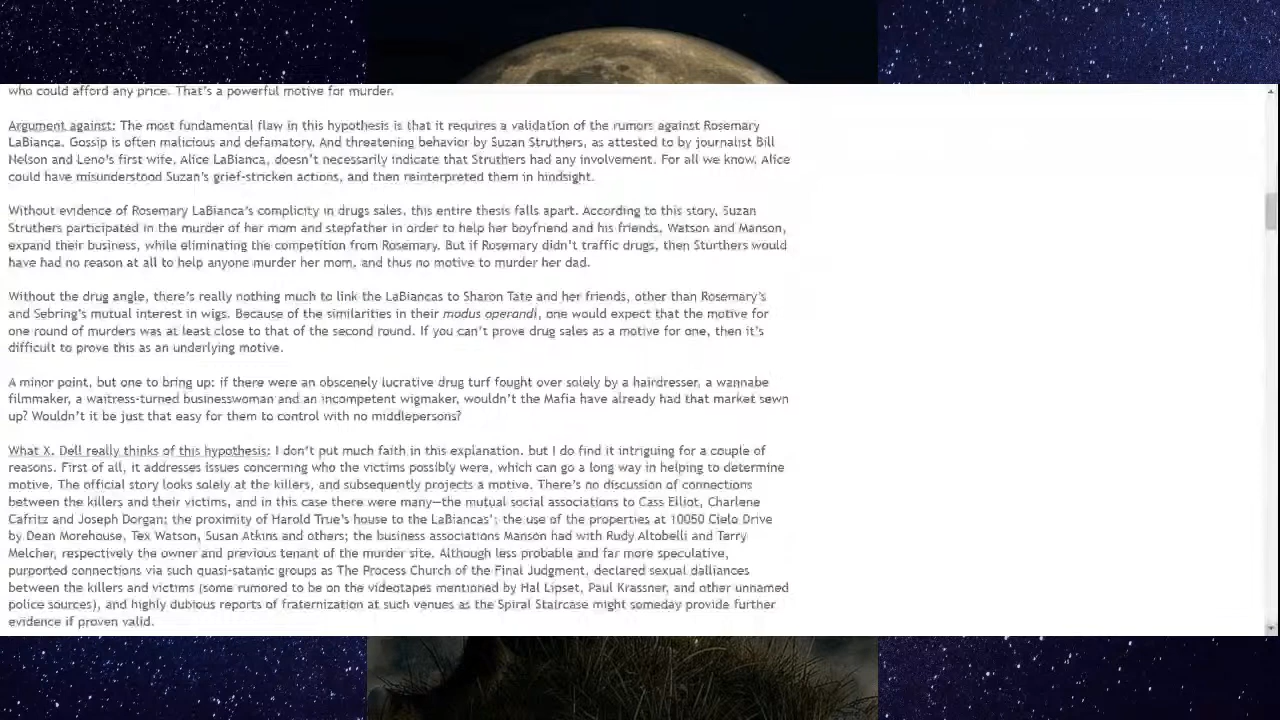 who could afford any price. That's a powerful motive for murder.
Argument against: The most fundamental flaw in this hypothesis is that it requires a validation of the rumors against Rosemary
LaBianca. Gossip is often malicious and defamatory. And threatening behavior by Suzan Struthers, as attested to by journalist Bill
Nelson and Leno's first wife, Alice LaBianca, doesn't necessarily indicate that Struthers had any involvement. For all we know, Alice
could have misunderstood Suzan's grief-stricken actions, and then reinterpreted them in hindsight.
Without evidence of Rosemary LaBianca's complicity in drugs sales, this entire thesis falls apart. According to this story, Suzan
Struthers participated in the murder of her mom and stepfather in order to help her boyfriend and his friends, Watson and Manson,
expand their business, while eliminating the competition from Rosemary. But if Rosemary didn't traffic drugs, then Sturthers would
have had no reason at all to help anyone murder her mom, and thus no motive to murder her dad.
Without the drug angle, there's really nothing much to link the LaBiancas to Sharon Tate and her friends, other than Rosemary's
and Sebring's mutual interest in wigs. Because of the similarities in their modus operandi, one would expect that the motive for
one round of murders was at least close to that of the second round. If you can't prove drug sales as a motive for one, then it's
difficult to prove this as an underlying motive.
A minor point, but one to bring up: if there were an obscenely lucrative drug turf fought over solely by a hairdresser, a wannabe
filmmaker, a waitress-turned businesswoman and an incompetent wigmaker, wouldn't the Mafia have already had that market sewn
up? Wouldn't it be just that easy for them to control with no middlepersons?
What X. Dell really thinks of this hypothesis: I don't put much faith in this explanation, but I do find it intriguing for a couple of
reasons. First of all, it addresses issues concerning who the victims possibly were, which can go a long way in helping to determine
motive. The official story looks solely at the killers, and subsequently projects a motive. There's no discussion of connections
between the killers and their victims, and in this case there were many—the mutual social associations to Cass Elliot, Charlene
Cafritz and Joseph Dorgan; the proximity of Harold True's house to the LaBiancas'; the use of the properties at 10050 Cielo Drive
by Dean Morehouse, Tex Watson, Susan Atkins and others; the business associations Manson had with Rudy Altobelli and Terry
Melcher, respectively the owner and previous tenant of the murder site. Although less probable and far more speculative,
purported connections via such quasi-satanic groups as The Process Church of the Final Judgment, declared sexual dalliances
between the killers and victims (some rumored to be on the videotapes mentioned by Hal Lipset, Paul Krassner, and other unnamed
police sources), and highly dubious reports of fraternization at such venues as the Spiral Staircase might someday provide further
evidence if proven valid.